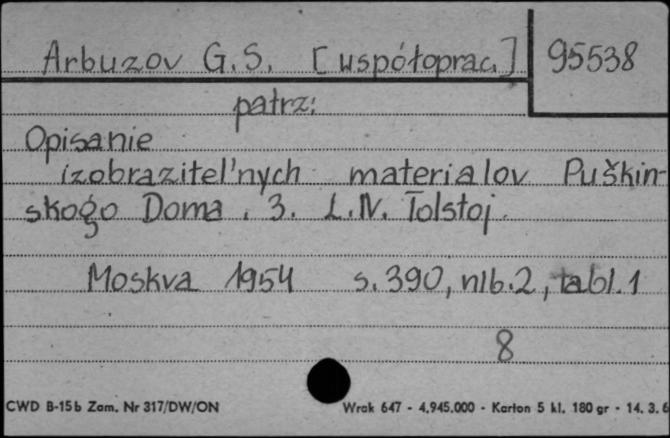 Arbuzov G.S. [współoprac.] 95538
patrz:
Opisanie
izobrazitel'nych materialov Puškin-
skogo Doma. 3. L.N. Tolstoj.
Moskva 1954 s. 390, nlb. 2, tabl. 1
8
CWD B-15b Zam. Nr 317/DW/ON Wrak 647 - 4.945.000 - Karton 5 kl. 180 gr - 14. 3. 6